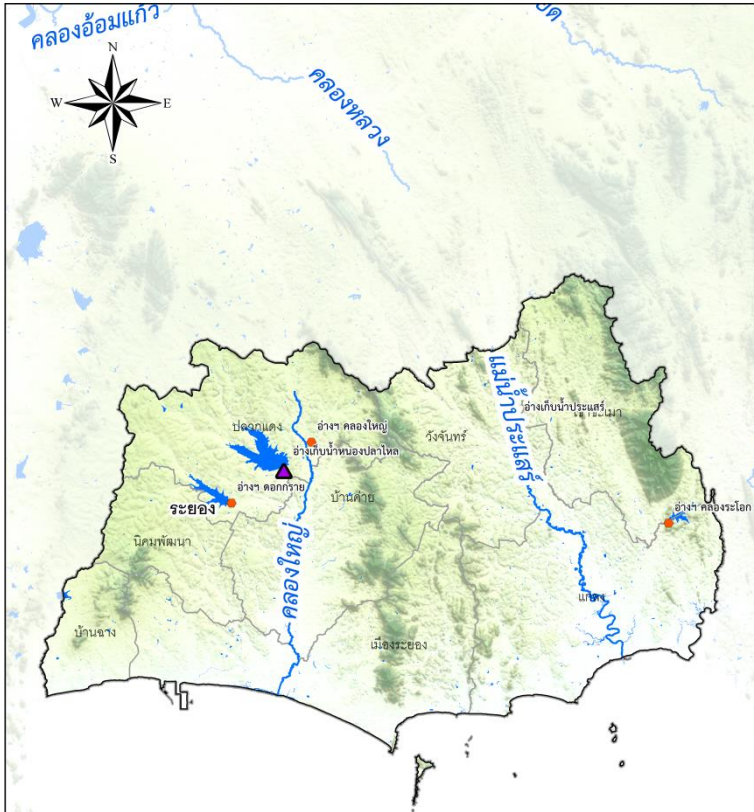 คลองอ้อมแก้ว
N
W
E
S
คลองหลวง
แม่น้ำประแสร์
อ่างเก็บน้ำประแสร์
ปลวกแดง
อ่างฯ คลองใหญ่
วังจันทร์
อ่างเก็บน้ำหนองปลาไหล
อ่างฯ ดอกกราย
บ้านค่าย
ระยอง
อ่างฯ คลองระโอก
นิคมพัฒนา
คลองใหญ่
แกลง
บ้านฉาง
เมืองระยอง